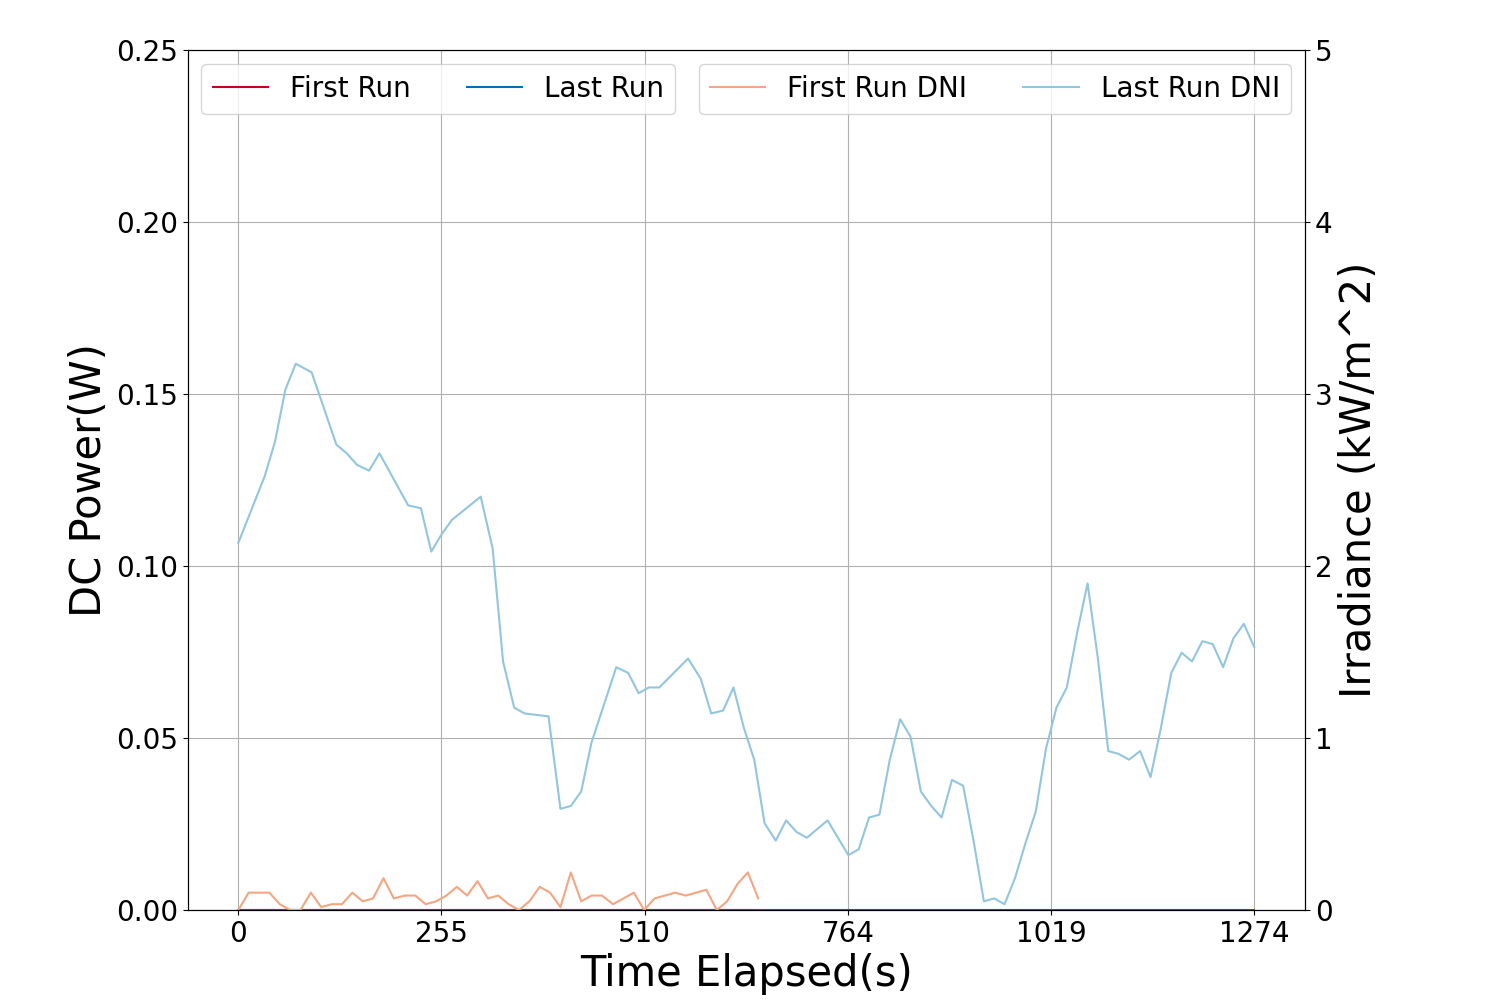 First Run
Last Run
First Run DNI
Last Run DNI
DC Power(W)
0.25
0.20
0.15
0.10
0.05
0.00
5
4
3
2
1
0
Irradiance (kW/m^2)
0
255
510
764
1019
1274
Time Elapsed(s)